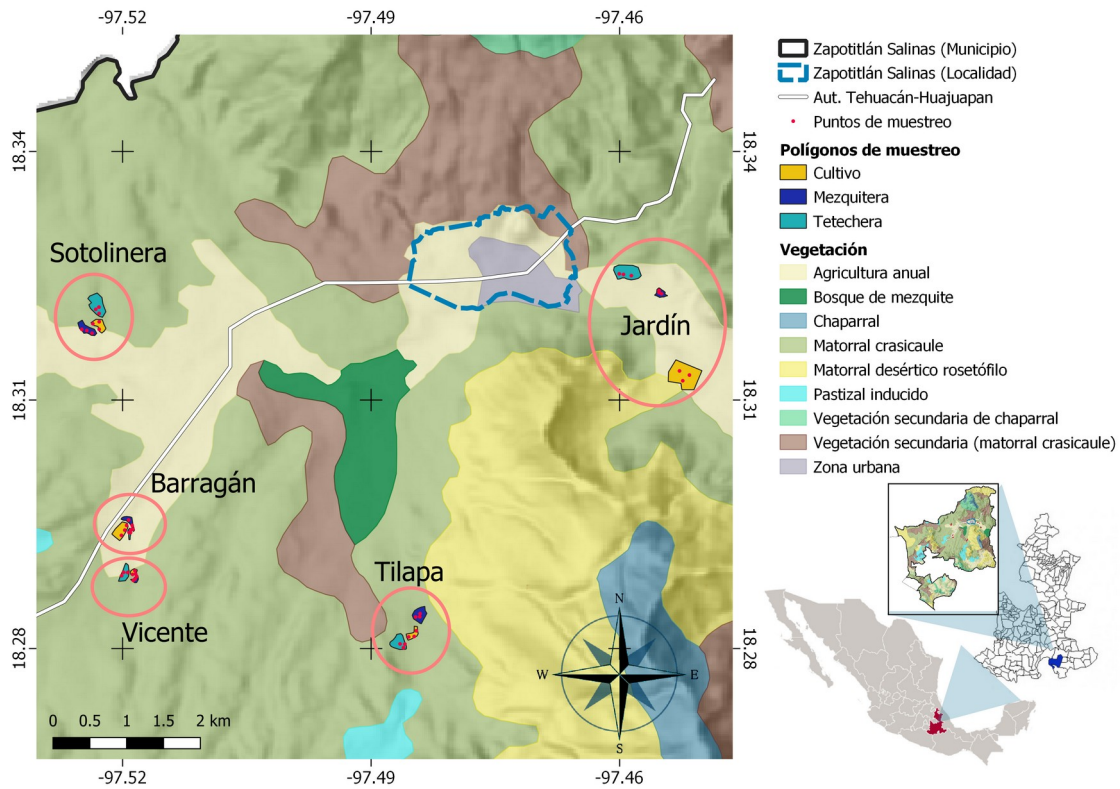 -97.52
-97.49
-97.46
18.34
18.34
Sotolinera
Jardín
18.31
18.31
Barragán
Vicente
Tilapa
18.28
18.28
N
W
E
S
0 0.5 1 1.5 2 km
-97.52
-97.49
-97.46
Zapotitlán Salinas (Municipio)
Zapotitlán Salinas (Localidad)
Aut. Tehuacán-Huajuapan
Puntos de muestreo
Polígonos de muestreo
Cultivo
Mezquitera
Tetechera
Vegetación
Agricultura anual
Bosque de mezquite
Chaparral
Matorral crasicaule
Matorral desértico rosetófilo
Pastizal inducido
Vegetación secundaria de chaparral
Vegetación secundaria (matorral crasicaule)
Zona urbana